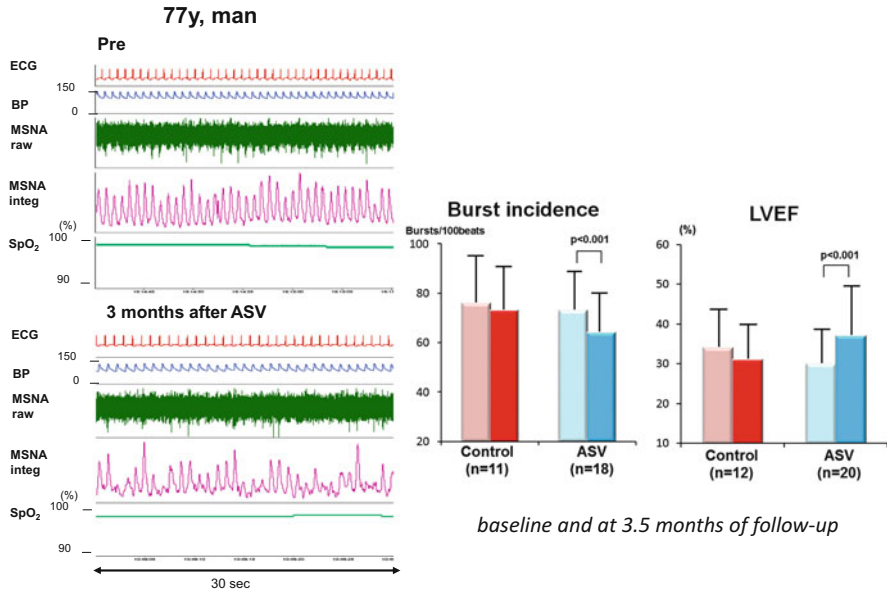 77y, man
Pre
ECG
BP
150
0
MSNA
raw
MSNA
integ
(%)
SpO2
100
90
3 months after ASV
ECG
BP
150
0
MSNA
raw
MSNA
integ
(%)
SpO2
100
90
30 sec
Burst incidence
Bursts/100beats
100
80
60
40
20
p<0.001
Control
(n=11)
ASV
(n=18)
LVEF
(%)
60
50
40
30
20
10
p<0.001
Control
(n=12)
ASV
(n=20)
baseline and at 3.5 months of follow-up